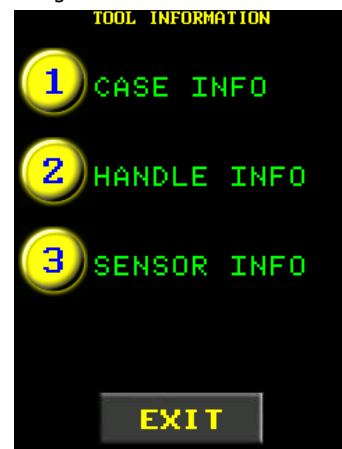 TOOL INFORMATION
1 CASE INFO
2 HANDLE INFO
3 SENSOR INFO
EXIT